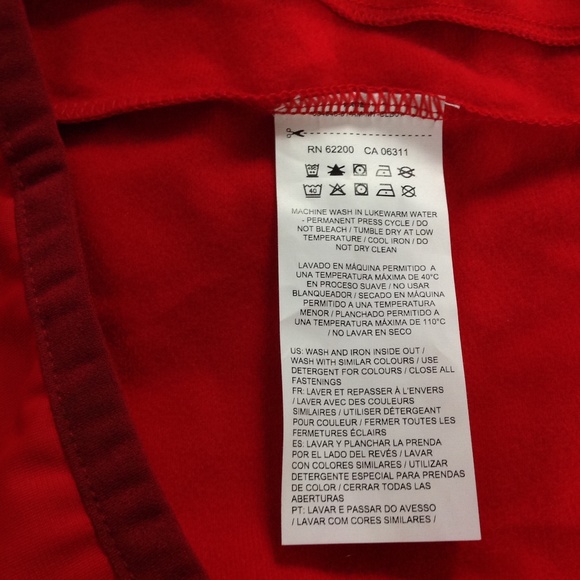 RN 62200 CA 06311
40
MACHINE WASH IN LUKEWARM WATER
- PERMANENT PRESS CYCLE / DO
NOT BLEACH / TUMBLE DRY AT LOW
TEMPERATURE / COOL IRON / DO
NOT DRY CLEAN
LAVADO EN MÁQUINA PERMITIDO A
UNA TEMPERATURA MÁXIMA DE 40°C
EN PROCESO SUAVE / NO USAR
BLANQUEADOR / SECADO EN MÁQUINA
PERMITIDO A UNA TEMPERATURA
MENOR / PLANCHADO PERMITIDO A
UNA TEMPERATURA MÁXIMA DE 110°C
/ NO LAVAR EN SECO
US: WASH AND IRON INSIDE OUT /
WASH WITH SIMILAR COLOURS / USE
DETERGENT FOR COLOURS / CLOSE ALL
FASTENINGS
FR: LAVER ET REPASSER À L'ENVERS
/ LAVER AVEC DES COULEURS
SIMILAIRES / UTILISER DÉTERGENT
POUR COULEUR / FERMER TOUTES LES
FERMETURES ÉCLAIRS
ES: LAVAR Y PLANCHAR LA PRENDA
POR EL LADO DEL REVÉS / LAVAR
CON COLORES SIMILARES / UTILIZAR
DETERGENTE ESPECIAL PARA PRENDAS
DE COLOR / CERRAR TODAS LAS
ABERTURAS
PT: LAVAR E PASSAR DO AVESSO
/ LAVAR COM CORES SIMILARES /